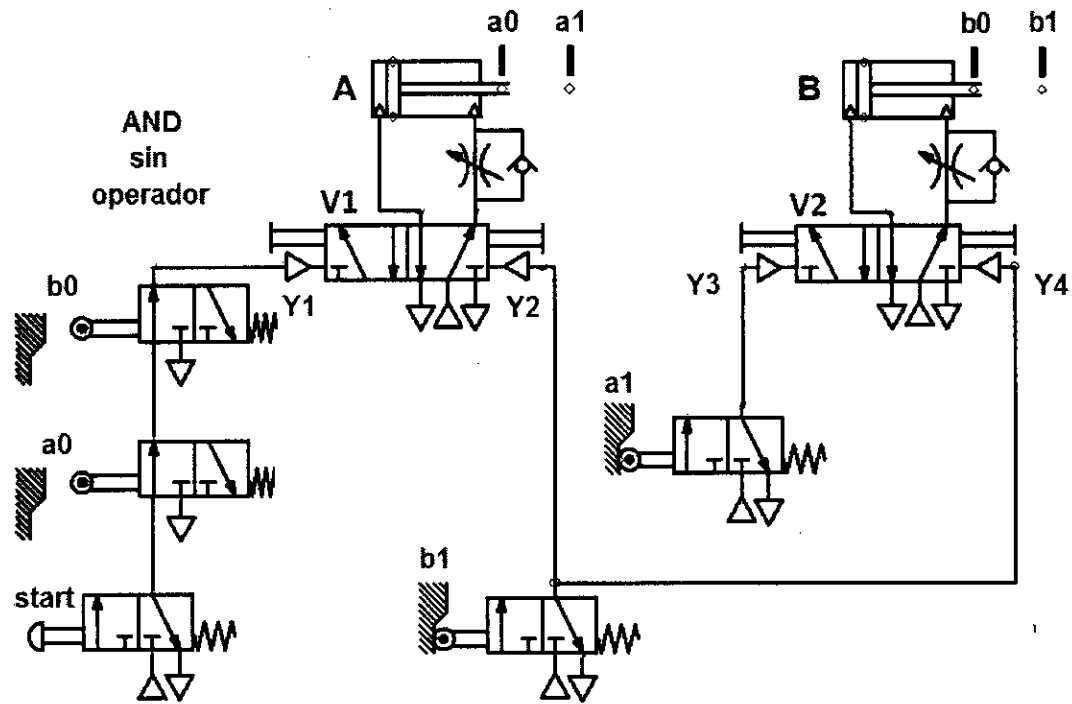 a0 a1
b0 b1
A
B
AND
sin
operador
V1
V2
Y1
Y2
Y3
Y4
b0
a1
a0
b1
start